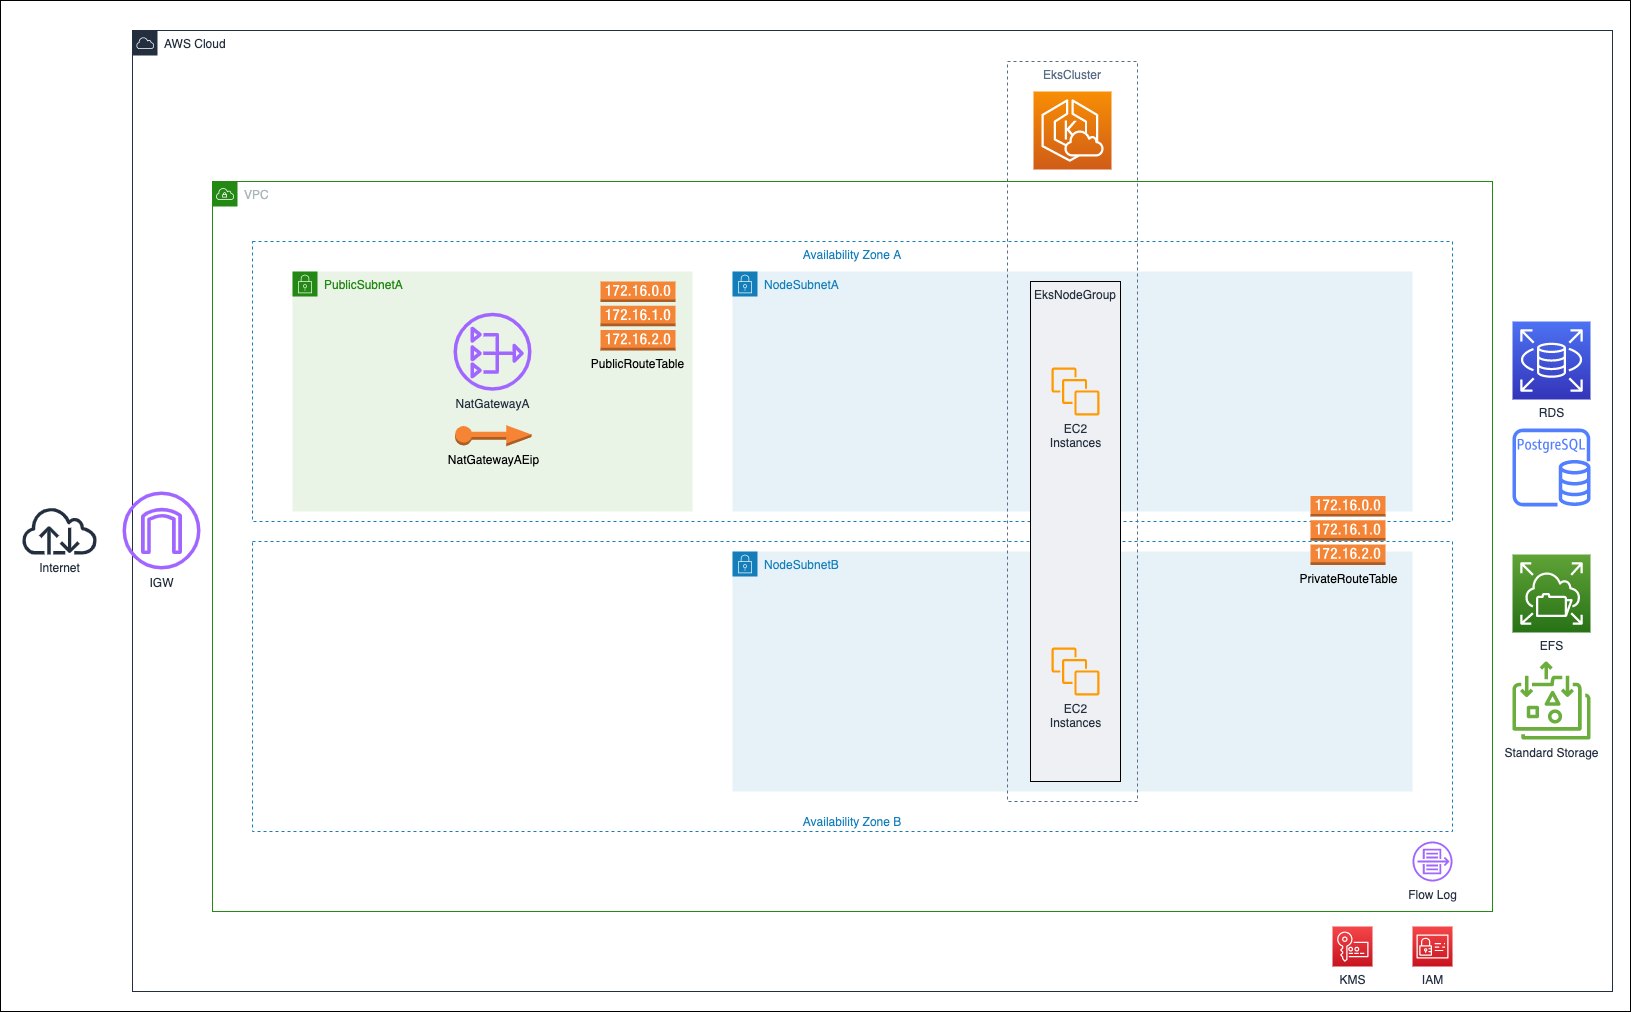 AWS Cloud
EksCluster
VPC
Availability Zone A
PublicSubnetA
172.16.0.0
172.16.1.0
172.16.2.0
PublicRouteTable
NatGatewayA
NatGatewayAEip
NodeSubnetA
EksNodeGroup
EC2
Instances
172.16.0.0
172.16.1.0
172.16.2.0
PrivateRouteTable
NodeSubnetB
EC2
Instances
Availability Zone B
Flow Log
Internet
IGW
RDS
PostgreSQL
EFS
Standard Storage
KMS
IAM